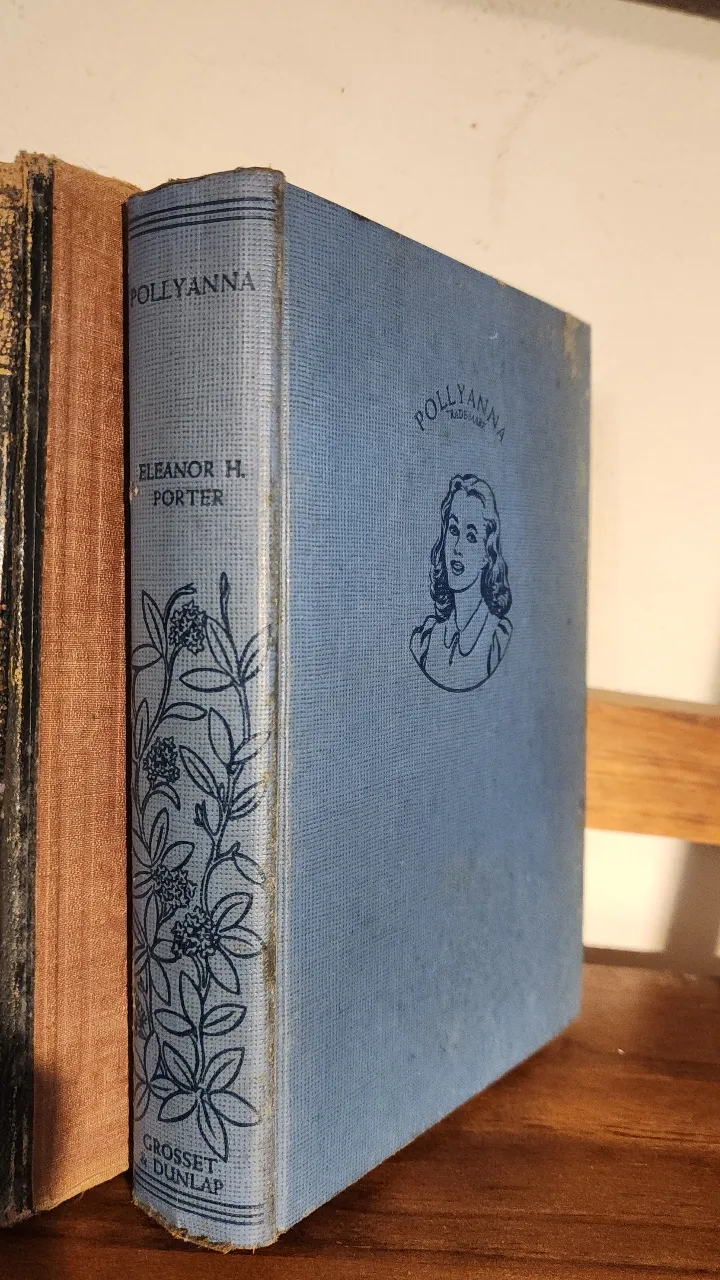 POLLYANNA
ELEANOR H.
PORTER
GROSSET
& DUNLAP
POLLYANNA
TRADEMARK